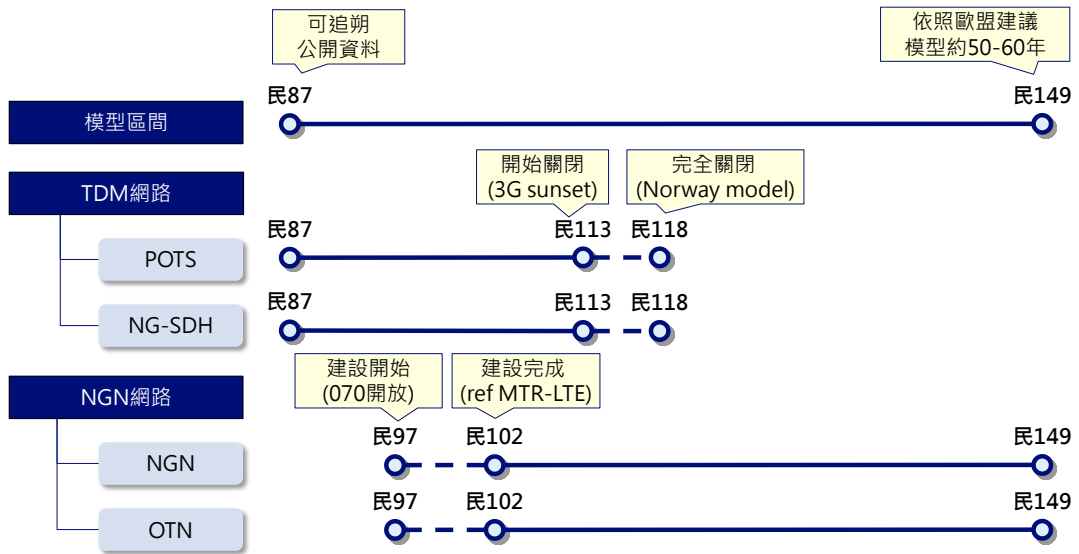 可追朔
公開資料
依照歐盟建議
模型約50-60年
民87
民149
模型區間
開始關閉
(3G sunset)
完全關閉
(Norway model)
TDM網路
民87
民113
民118
POTS
民87
民113
民118
NG-SDH
建設開始
(070開放)
建設完成
(ref MTR-LTE)
NGN網路
民97
民102
民149
NGN
民97
民102
民149
OTN